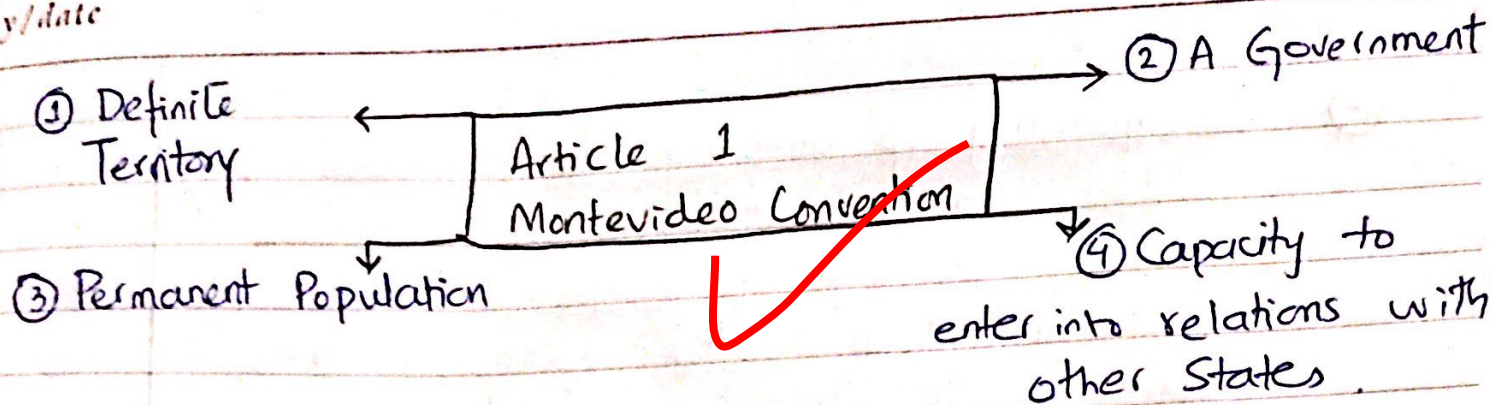 y/date
① Definite
Territory
② A Government
Article 1
Montevideo Convention
③ Permanent Population
④ Capacity to
enter into relations with
other States.